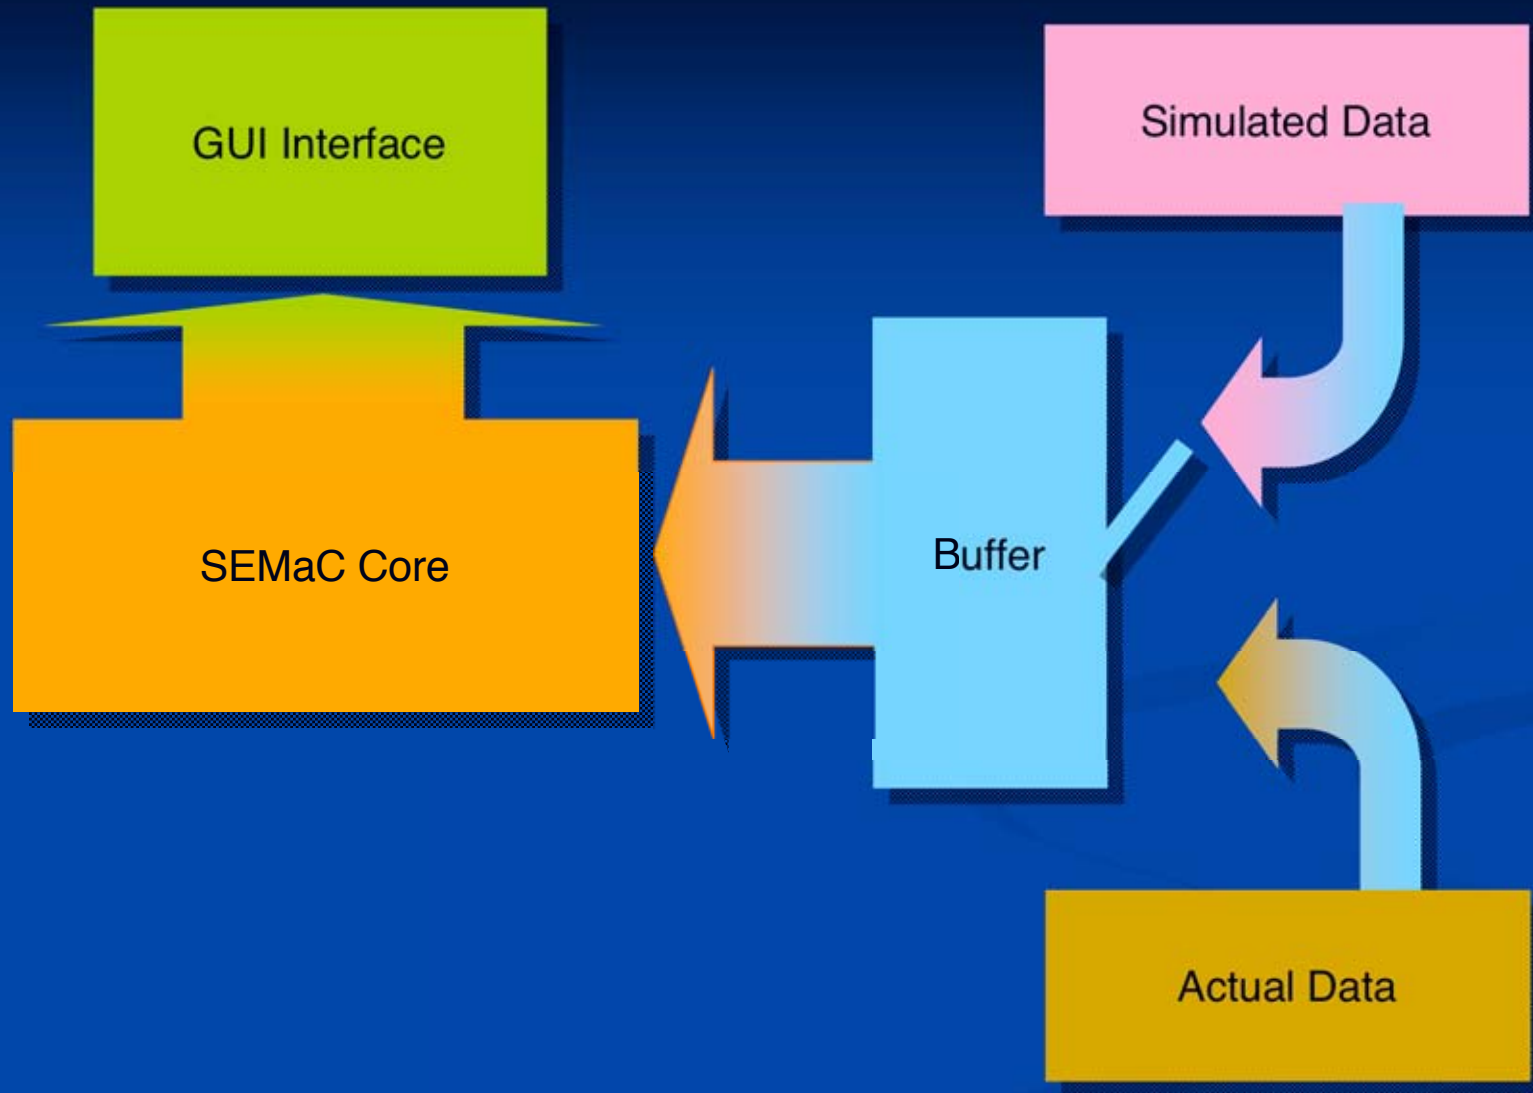 GUI Interface
Simulated Data
SEMaC Core
Buffer
Actual Data